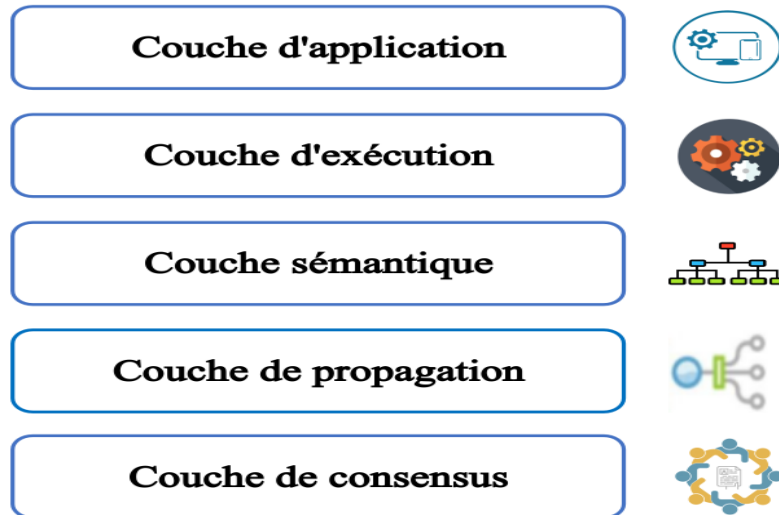 Couche d'application
Couche d'exécution
Couche sémantique
Couche de propagation
Couche de consensus